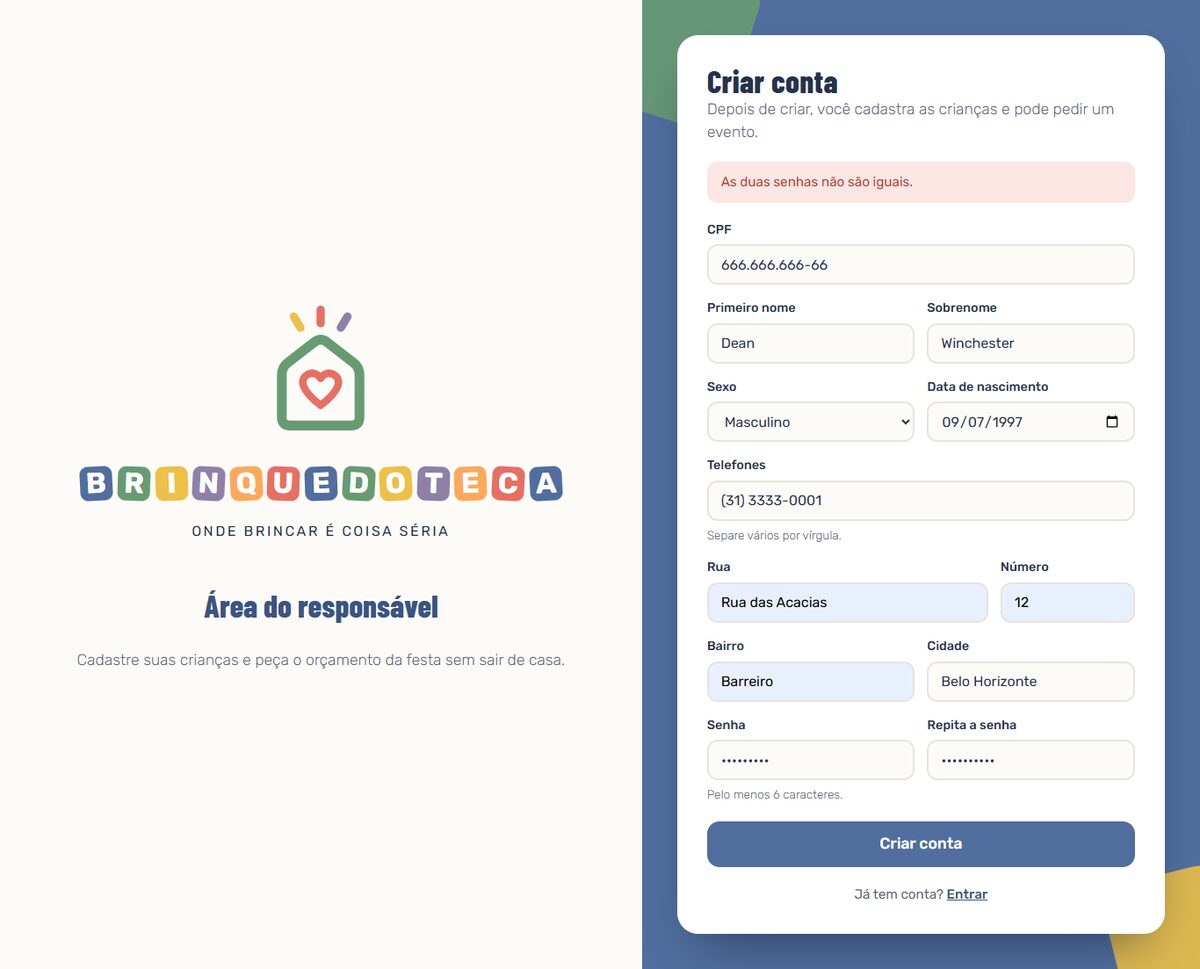 BRINQUEDOTECA
ONDE BRINCAR É COISA SÉRIA
Área do responsável
Cadastre suas crianças e peça o orçamento da festa sem sair de casa.
Criar conta
Depois de criar, você cadastra as crianças e pode pedir um
evento.
As duas senhas não são iguais.
CPF
666.666.666-66
Primeiro nome
Sobrenome
Dean
Winchester
Sexo
Data de nascimento
Masculino
09/07/1997
Telefones
(31) 3333-0001
Separe vários por vírgula.
Rua
Número
Rua das Acacias
12
Bairro
Cidade
Barreiro
Belo Horizonte
Senha
Repita a senha
•••••••••
••••••••••
Pelo menos 6 caracteres.
Criar conta
Já tem conta? Entrar